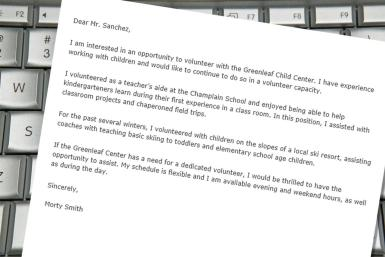 F2
F7
F8
#
3
W
S
Dear Mr. Sanchez,
I am interested in an opportunity to volunteer with the Greenleaf Child Center. I have experience
working with children and would like to continue to do so in a volunteer capacity.
I volunteered as a teacher's aide at the Champlain School and enjoyed being able to help
kindergarteners learn during their first experience in a class room. In this position, I assisted with
classroom projects and chaperoned field trips.
For the past several winters, I volunteered with children on the slopes of a local ski resort, assisting
coaches with teaching basic skiing to toddlers and elementary school age children.
If the Greenleaf Center has a need for a dedicated volunteer, I would be thrilled to have the
opportunity to assist. My schedule is flexible and I am available evening and weekend hours, as well
as during the day.
Sincerely,
Morty Smith